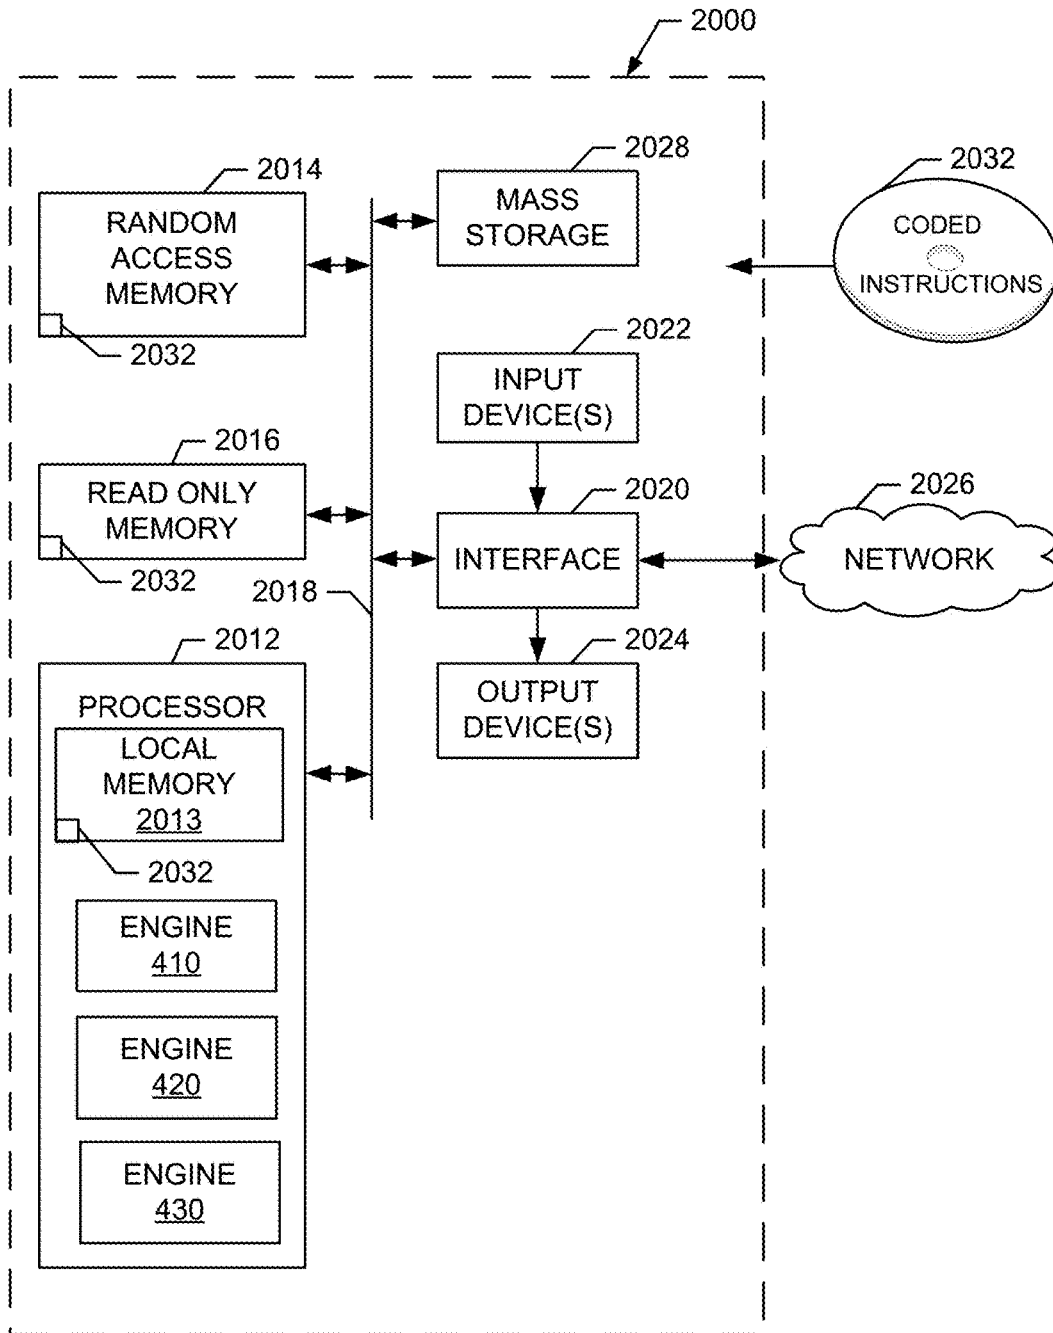 2000
2014
RANDOM
ACCESS
MEMORY
2032
2028
MASS
STORAGE
2032
CODED
INSTRUCTIONS
2022
INPUT
DEVICE(S)
2016
READ ONLY
MEMORY
2032
2020
INTERFACE
2026
NETWORK
2018
2024
OUTPUT
DEVICE(S)
2012
PROCESSOR
LOCAL
MEMORY
2013
2032
ENGINE
410
ENGINE
420
ENGINE
430